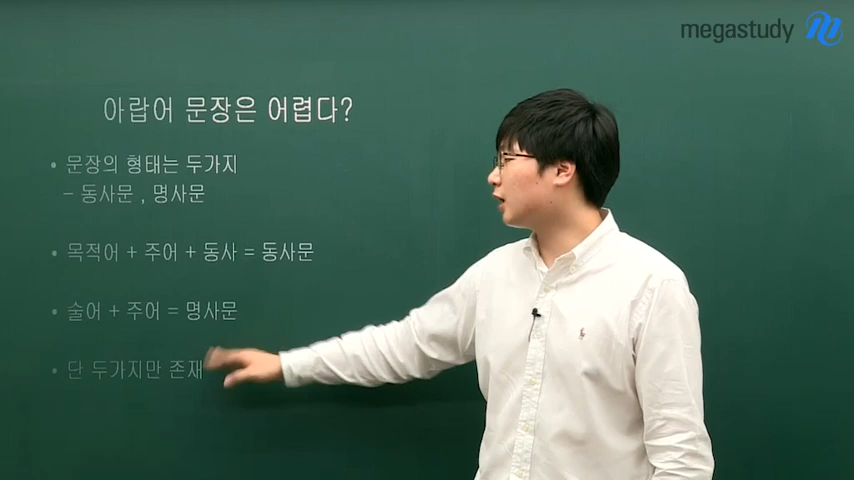 megastudy
아랍어 문장은 어렵다?
• 문장의 형태는 두가지
– 동사문 , 명사문
• 목적어 + 주어 + 동사 = 동사문
• 술어 + 주어 = 명사문
• 단 두가지만 존재